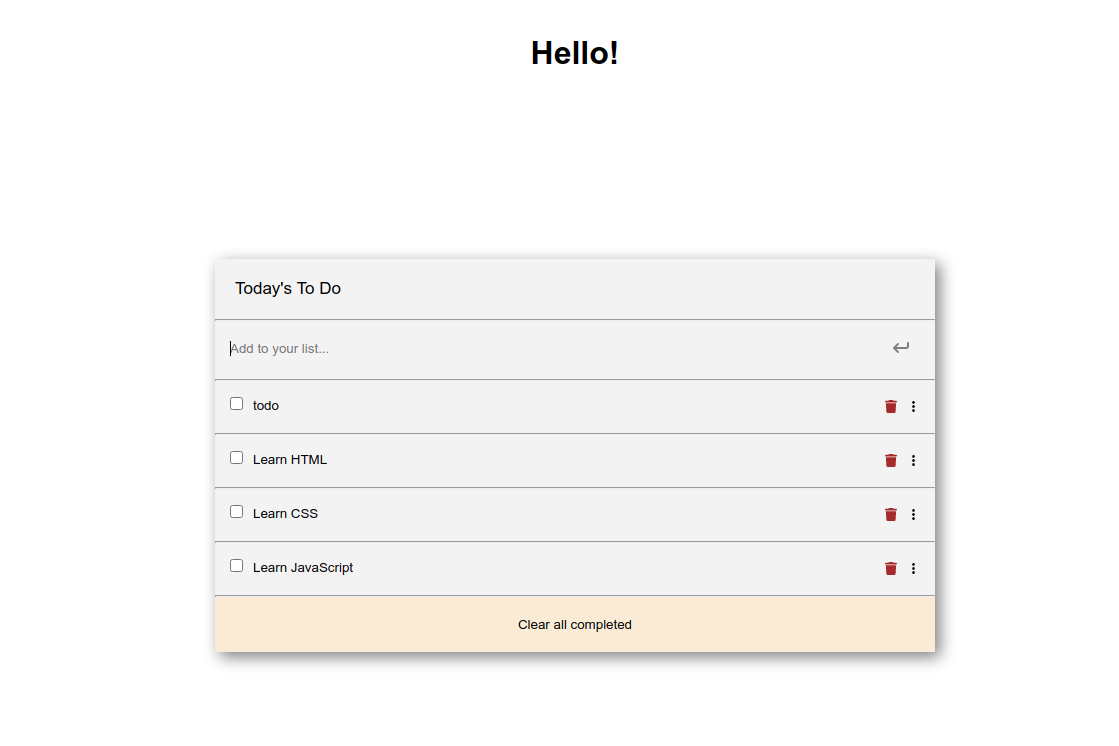 Hello!
Today's To Do
Add to your list...
todo
Learn HTML
Learn CSS
Learn JavaScript
Clear all completed